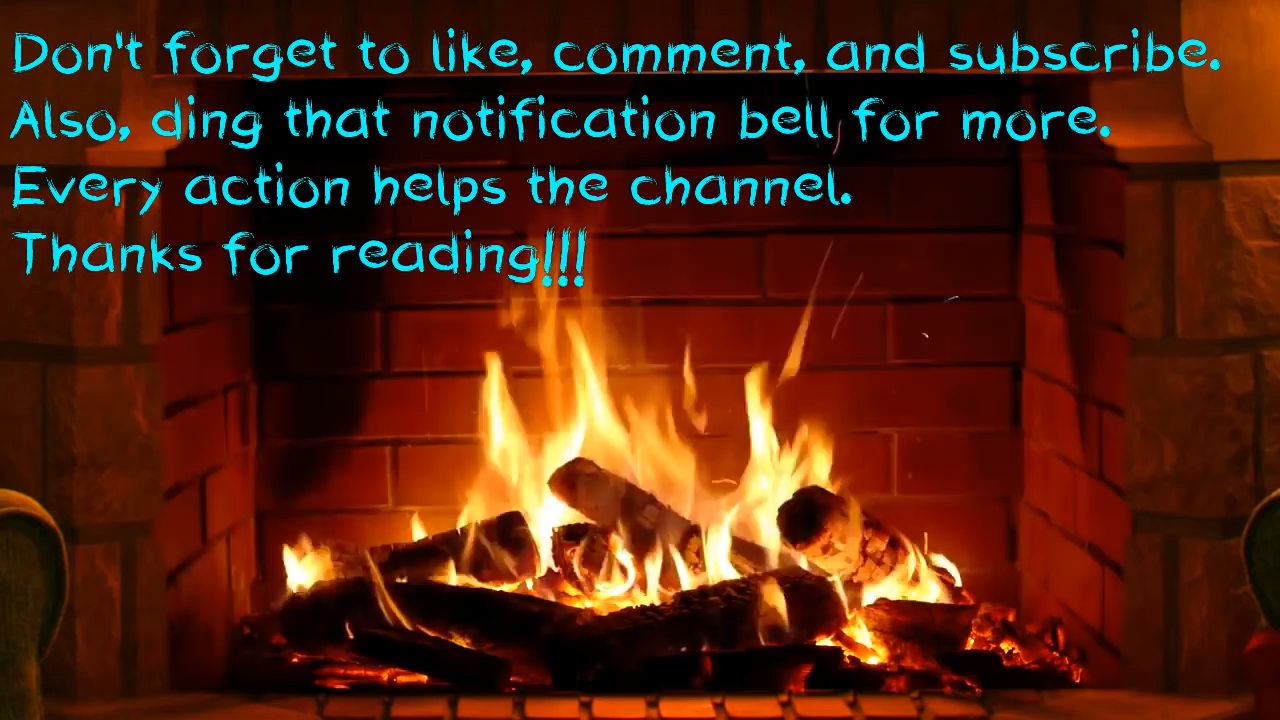 Don't forget to like, comment, and subscribe.
Also, ding that notification bell for more.
Every action helps the channel.
Thanks for reading!!!